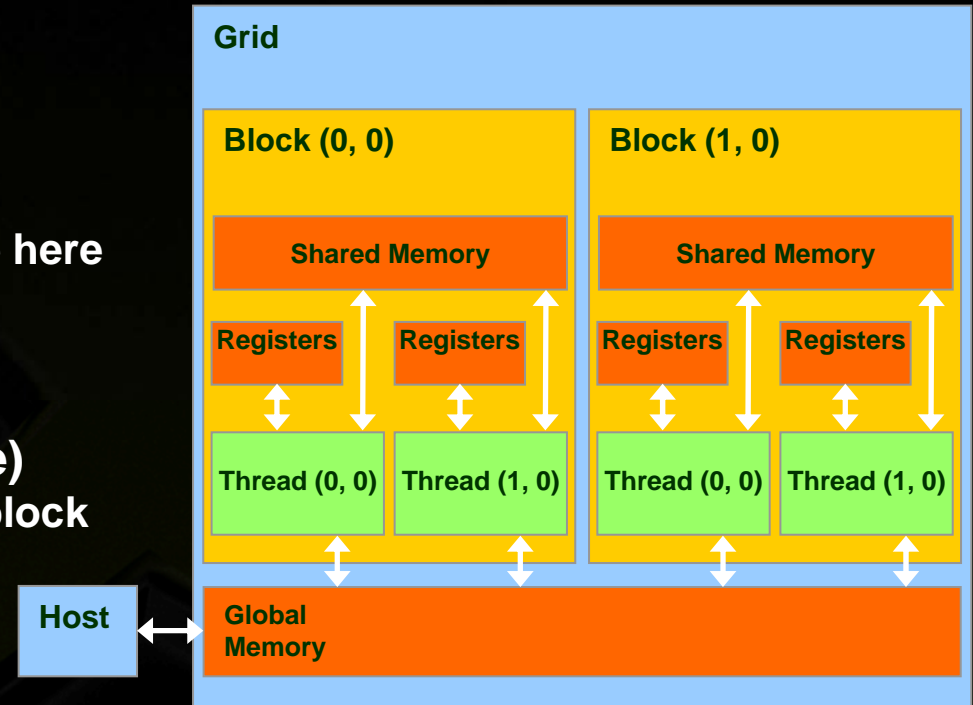 here
e)
block
Grid
Block (0, 0)
Block (1, 0)
Shared Memory
Shared Memory
Registers
Registers
Registers
Registers
Thread (0, 0)
Thread (1, 0)
Thread (0, 0)
Thread (1, 0)
Host
Global
Memory